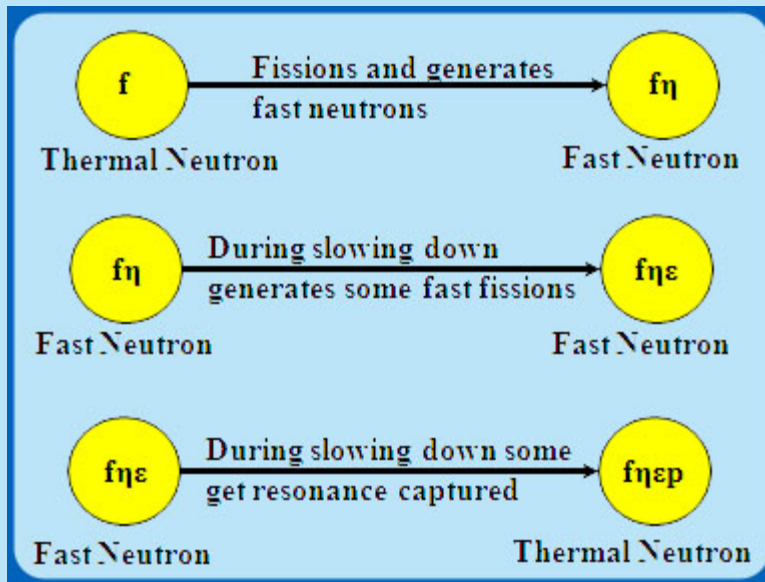 f
Fissions and generates
fη
fast neutrons
Thermal Neutron
Fast Neutron
fη
During slowing down
fηε
generates some fast fissions
Fast Neutron
Fast Neutron
fηε
During slowing down some
fηεp
get resonance captured
Fast Neutron
Thermal Neutron